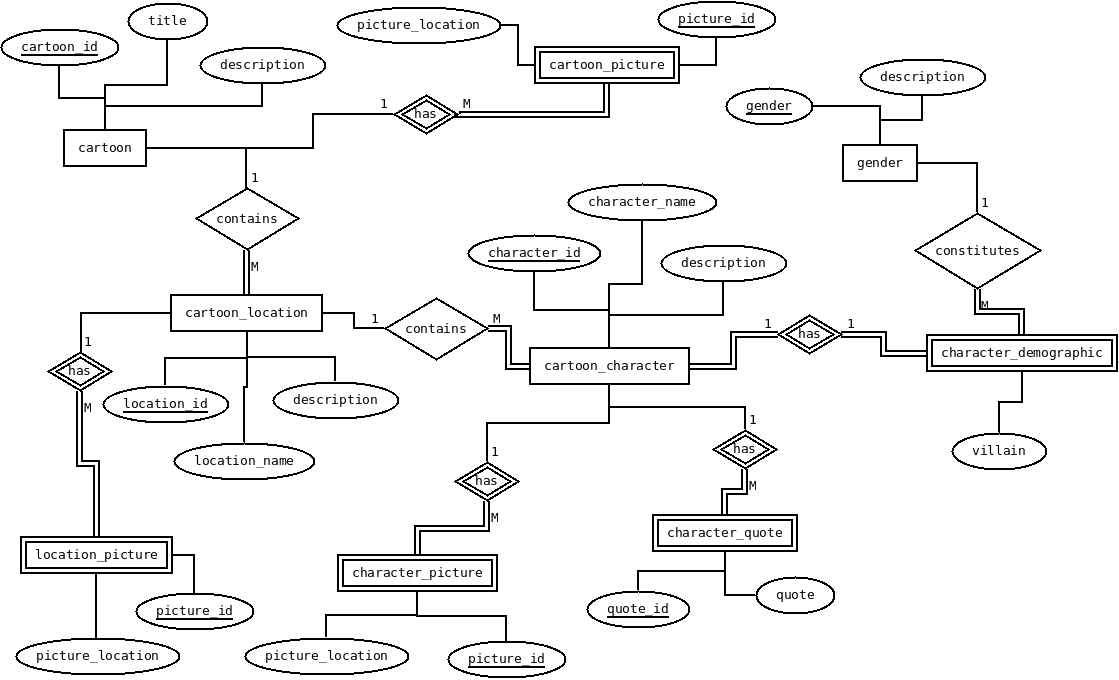 title
picture_location
picture_id
cartoon_id
description
cartoon_picture
description
gender
1
M
has
cartoon
gender
1
contains
character_name
1
constitutes
M
character_id
description
cartoon_location
1
contains
M
1
has
1
M
character_demographic
1
has
cartoon_character
M
location_id
description
location_name
1
has
M
1
has
M
villain
location_picture
character_picture
character_quote
picture_id
quote_id
quote
picture_location
picture_location
picture_id